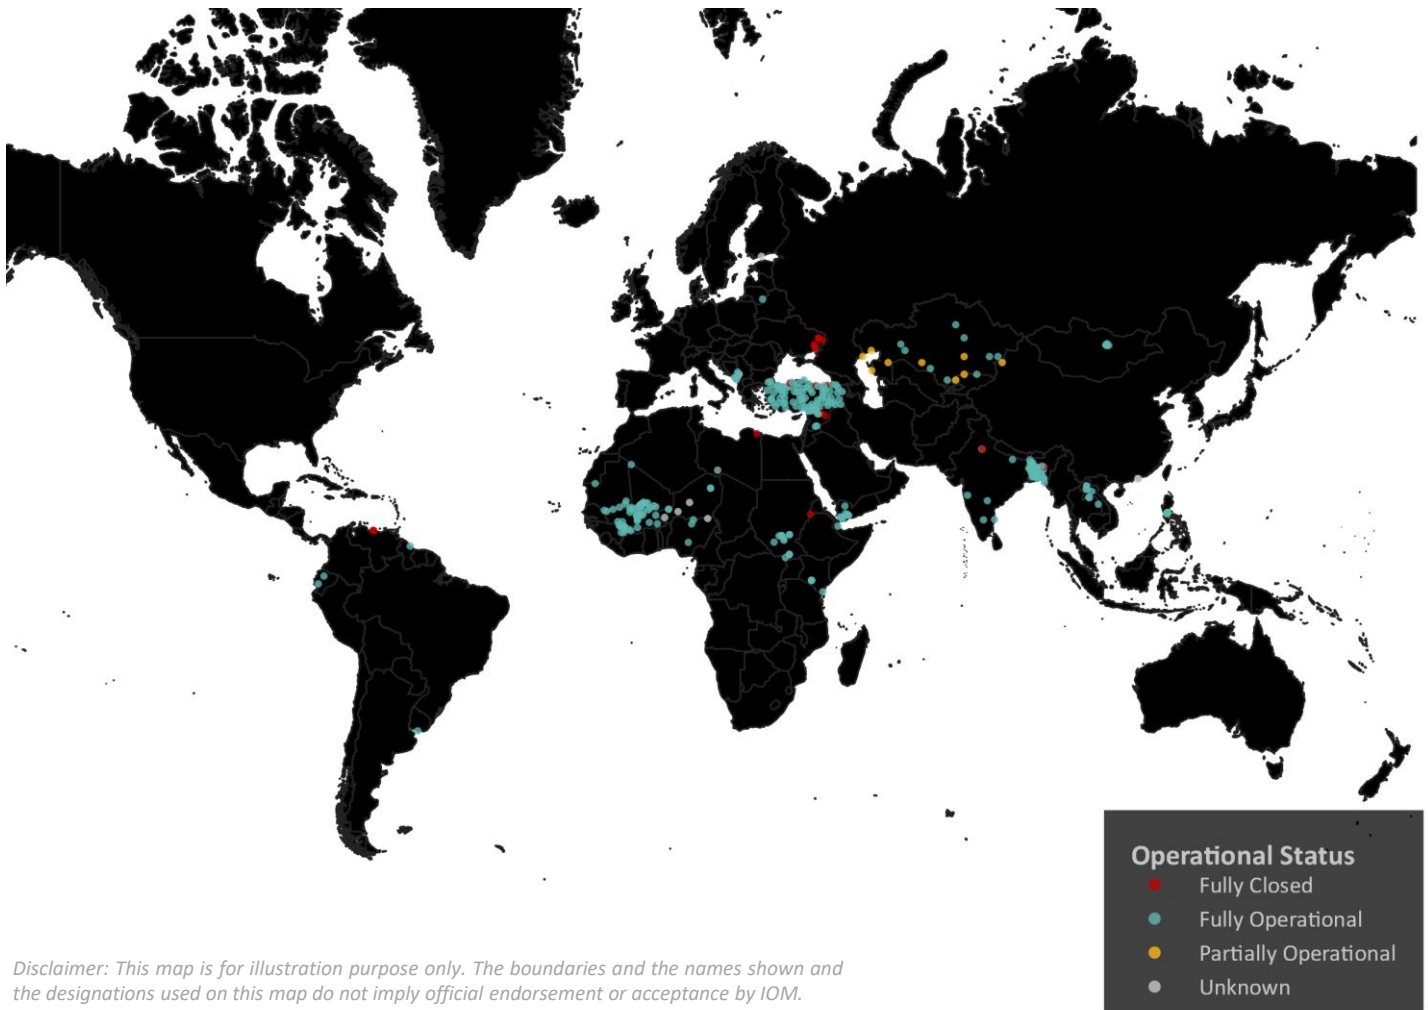 Operational Status
Fully Closed
Fully Operational
Partially Operational
Unknown
Disclaimer: This map is for illustration purpose only. The boundaries and the names shown and
the designations used on this map do not imply official endorsement or acceptance by IOM.